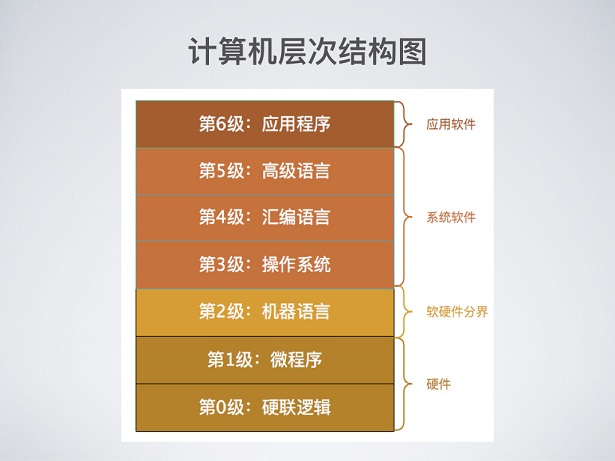 计算机层次结构图
第6级：应用程序
应用软件
第5级：高级语言
第4级：汇编语言
系统软件
第3级：操作系统
第2级：机器语言
软硬件分界
第1级：微程序
硬件
第0级：硬联逻辑